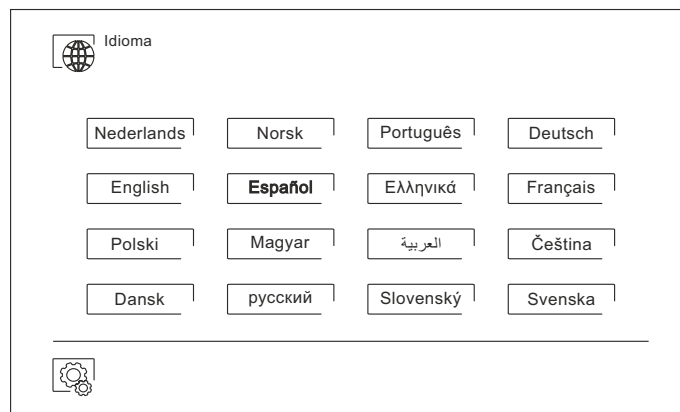 Idioma
Nederlands Norsk Português Deutsch
English Español Ελληνικά Français
Polski Magyar العربية Čeština
Dansk русский Slovenský Svenska